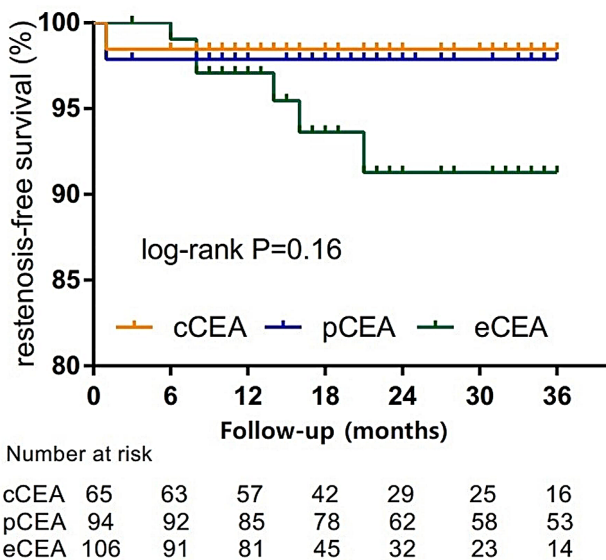 restenosis-free survival (%)
100
95
90
85
80
log-rank P=0.16
cCEA pCEA eCEA
0 6 12 18 24 30 36
Follow-up (months)
Number at risk
cCEA 65 63 57 42 29 25 16
pCEA 94 92 85 78 62 58 53
eCEA 106 91 81 45 32 23 14